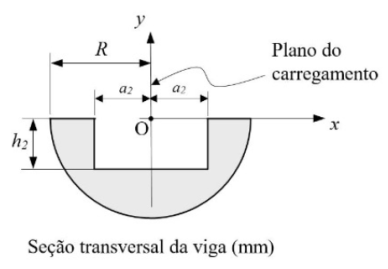 y
R
Plano do
carregamento
a2 a2
O
x
h2
Seção transversal da viga (mm)